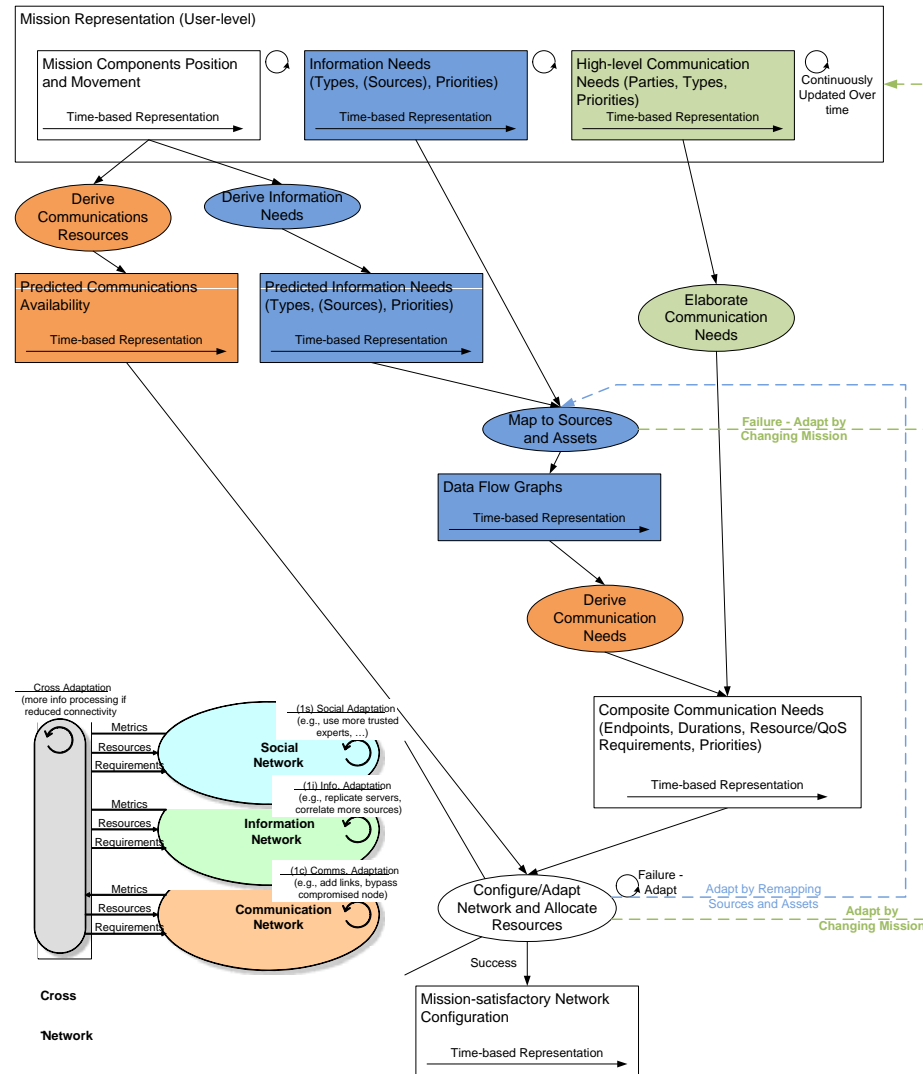 Mission Representation (User-level)
Mission Components Position
and Movement
Time-based Representation
Information Needs
(Types, (Sources), Priorities)
Time-based Representation
High-level Communication
Needs (Parties, Types,
Priorities)
Time-based Representation
Continuously
Updated Over
time
Derive
Communications
Resources
Derive Information
Needs
Predicted Communications
Availability
Time-based Representation
Predicted Information Needs
(Types, (Sources), Priorities)
Time-based Representation
Elaborate
Communication
Needs
Map to Sources
and Assets
Failure - Adapt by
Changing Mission
Data Flow Graphs
Time-based Representation
Derive
Communication
Needs
Composite Communication Needs
(Endpoints, Durations, Resource/QoS
Requirements, Priorities)
Time-based Representation
Cross Adaptation
(more info processing if
reduced connectivity
Metrics
Resources
Requirements
(1s) Social Adaptation
(e.g., use more trusted
experts, …)
Social
Network
Metrics
Resources
Requirements
(1i) Info. Adaptation
(e.g., replicate servers,
correlate more sources)
Information
Network
Metrics
Resources
Requirements
(1c) Comms. Adaptation
(e.g., add links, bypass
compromised node)
Communication
Network
Cross
Network
Configure/Adapt
Network and Allocate
Resources
Failure -
Adapt
Adapt by Remapping
Sources and Assets
Adapt by
Changing Mission
Success
Mission-satisfactory Network
Configuration
Time-based Representation